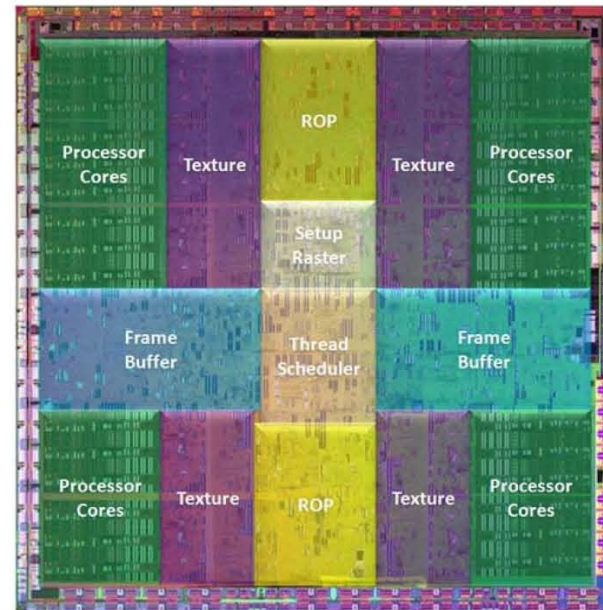 ROP
Processor
Cores
Texture
Texture
Processor
Cores
Setup
Raster
Frame
Buffer
Thread
Scheduler
Frame
Buffer
Processor
Cores
Texture
ROP
Texture
Processor
Cores